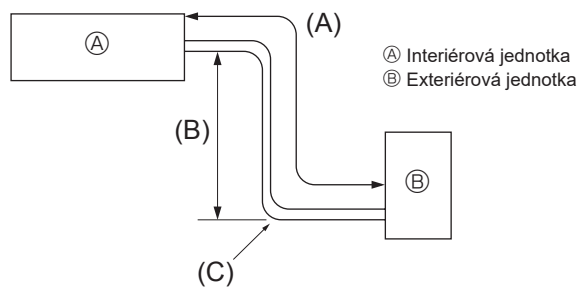 (A)
Ⓐ
Ⓐ Interiérová jednotka
Ⓑ Exteriérová jednotka
(B)
Ⓑ
(C)